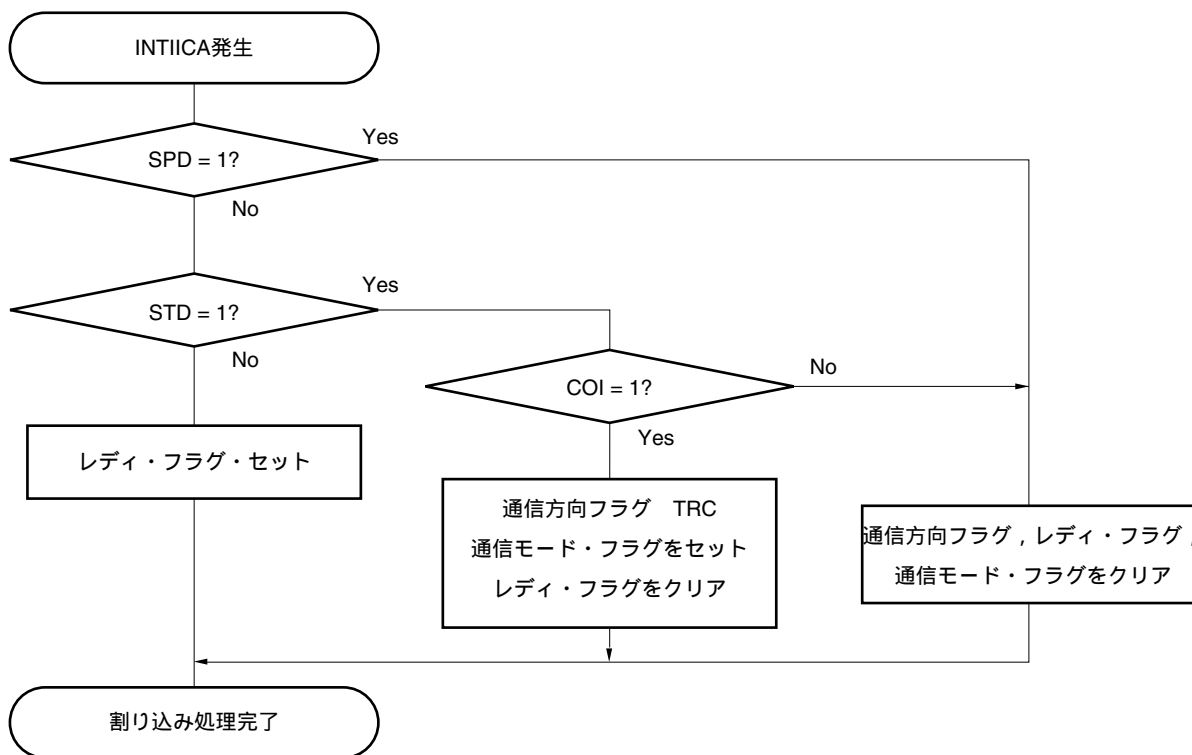 INTIICA発生
SPD = 1?
Yes
No
STD = 1?
Yes
No
COI = 1?
No
Yes
レディ・フラグ・セット
通信方向フラグ　TRC
通信モード・フラグをセット
レディ・フラグをクリア
通信方向フラグ，レディ・フラグ，
通信モード・フラグをクリア
割り込み処理完了